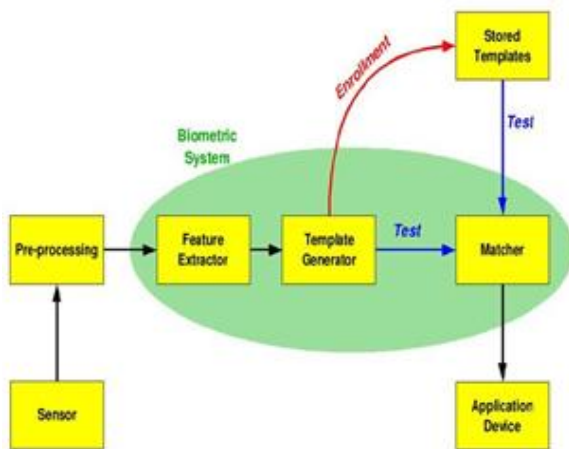 Stored
Templates
Enrollment
Test
Biometric
System
Pre-processing
Feature
Extractor
Template
Generator
Test
Matcher
Sensor
Application
Device